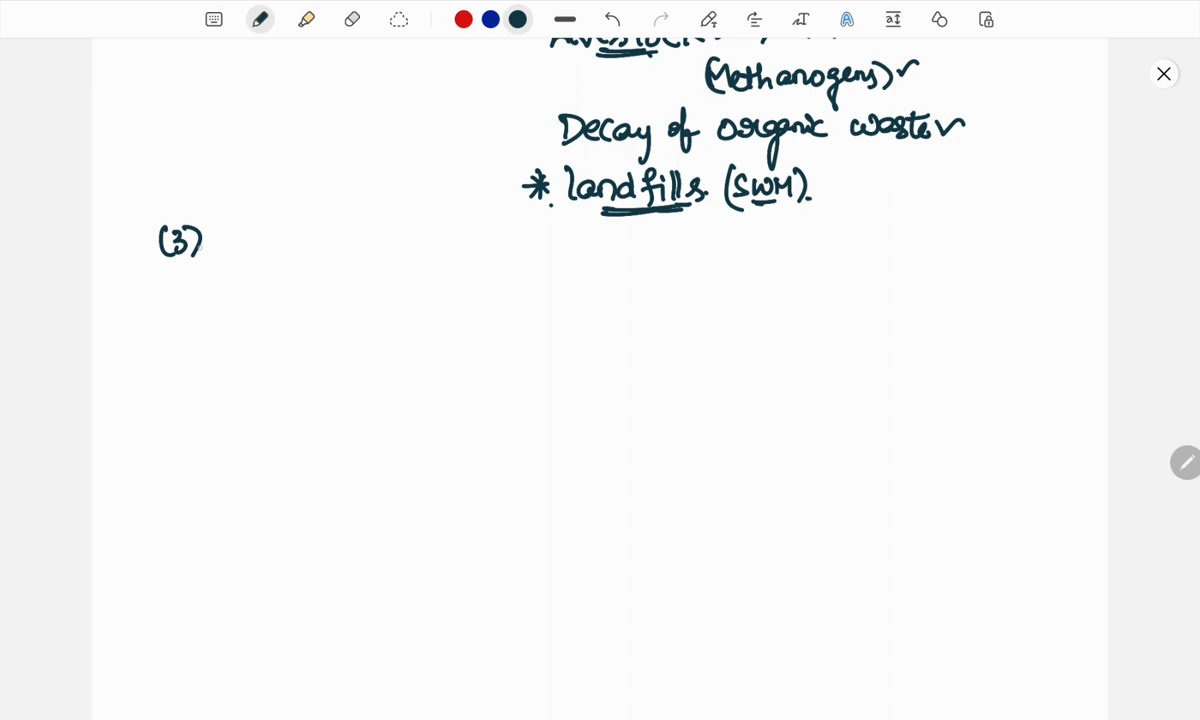 (Methanogens) ✓
Decay of organic waste ✓
* landfills. (SWM).
(3)